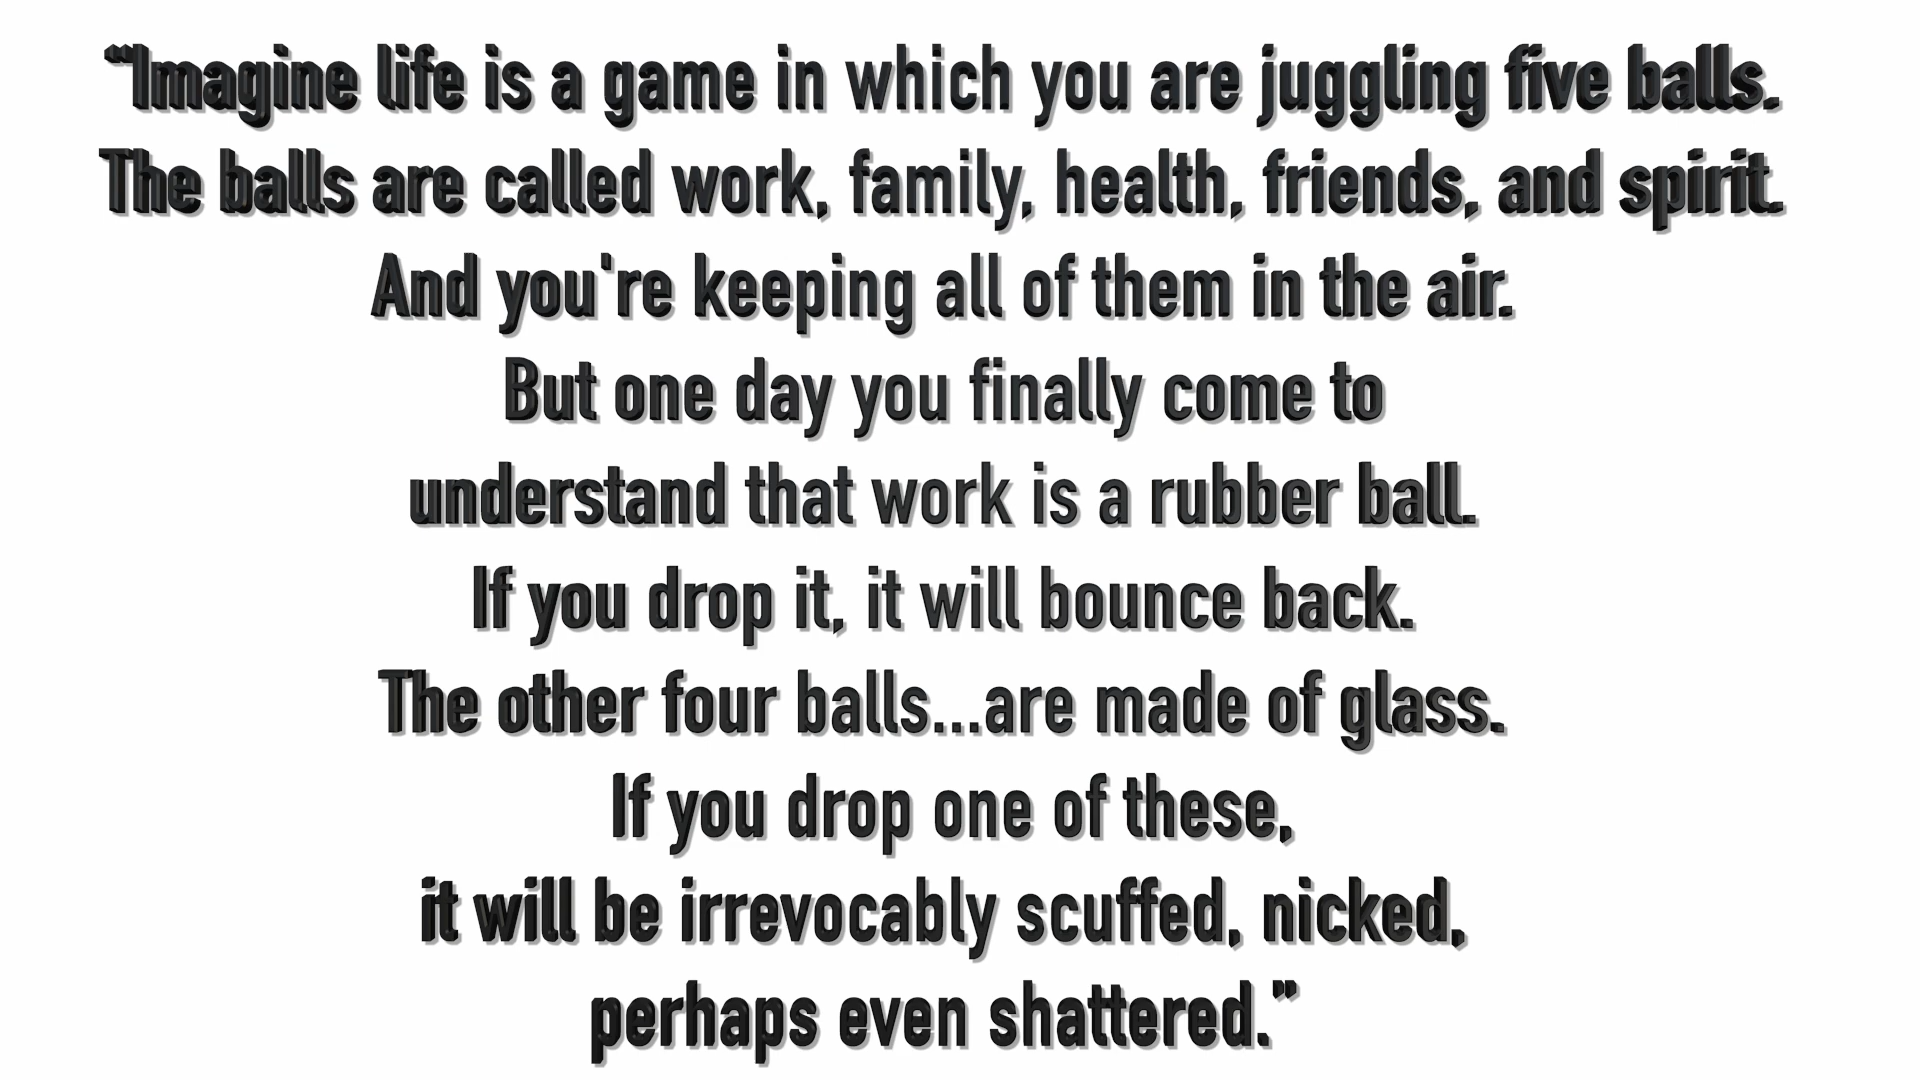 “Imagine life is a game in which you are juggling five balls.
The balls are called work, family, health, friends, and spirit.
And you're keeping all of them in the air.
But one day you finally come to
understand that work is a rubber ball.
If you drop it, it will bounce back.
The other four balls...are made of glass.
If you drop one of these,
it will be irrevocably scuffed, nicked,
perhaps even shattered.”